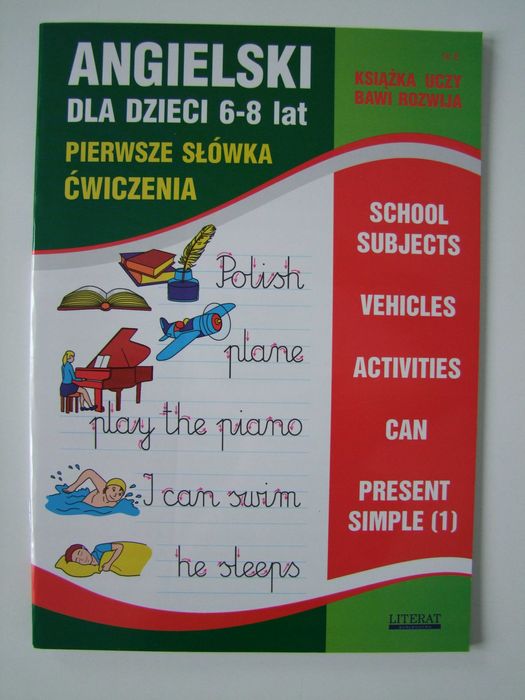 ANGIELSKI
DLA DZIECI 6-8 lat
PIERWSZE SŁÓWKA
ĆWICZENIA
KSIĄŻKA UCZY
BAWI ROZWIJA
SCHOOL
SUBJECTS
VEHICLES
ACTIVITIES
CAN
PRESENT
SIMPLE (1)
Polish
plane
play the piano
I can swim
he sleeps
LITERAT